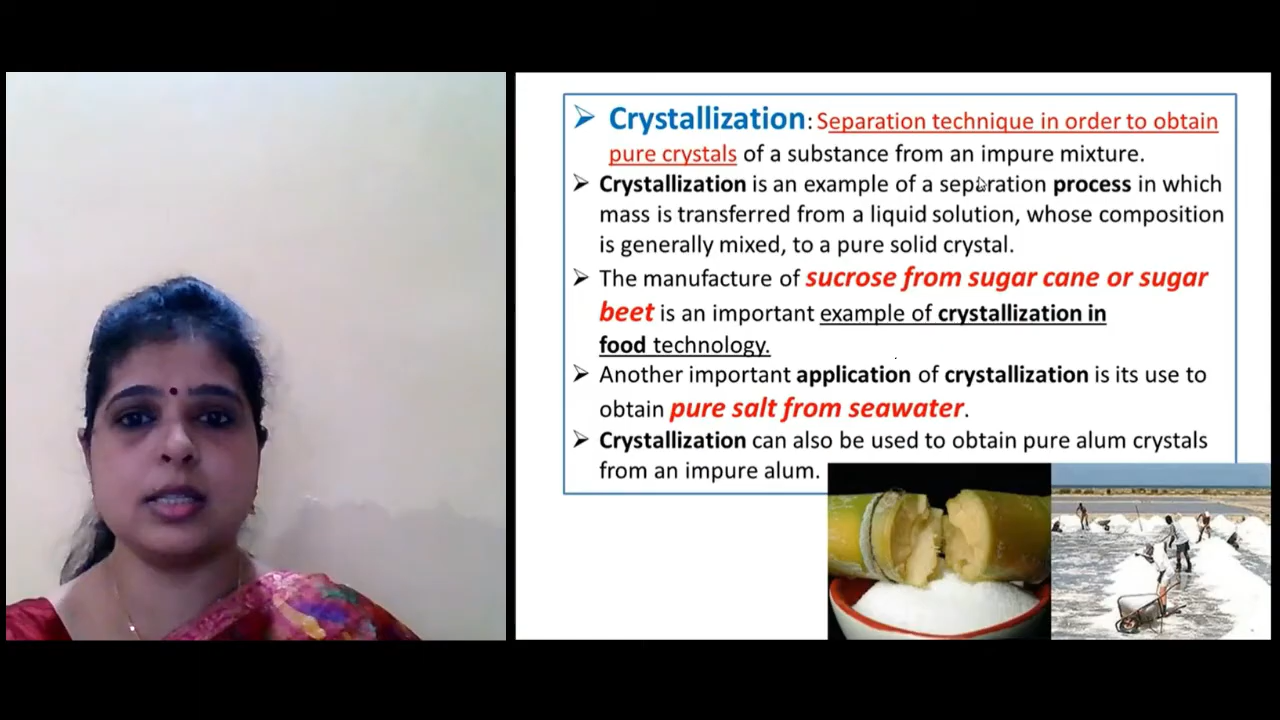 ➢ Crystallization: Separation technique in order to obtain
pure crystals of a substance from an impure mixture.
➢ Crystallization is an example of a separation process in which
mass is transferred from a liquid solution, whose composition
is generally mixed, to a pure solid crystal.
➢ The manufacture of sucrose from sugar cane or sugar
beet is an important example of crystallization in
food technology.
➢ Another important application of crystallization is its use to
obtain pure salt from seawater.
➢ Crystallization can also be used to obtain pure alum crystals
from an impure alum.